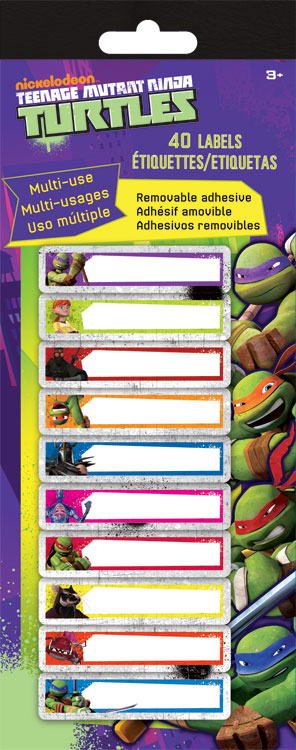 nickelodeon
TEENAGE MUTANT NINJA
TURTLES
3+
40 LABELS
ÉTIQUETTES/ETIQUETAS
Multi-use
Multi-usages
Uso múltiple
Removable adhesive
Adhésif amovible
Adhesivos removibles